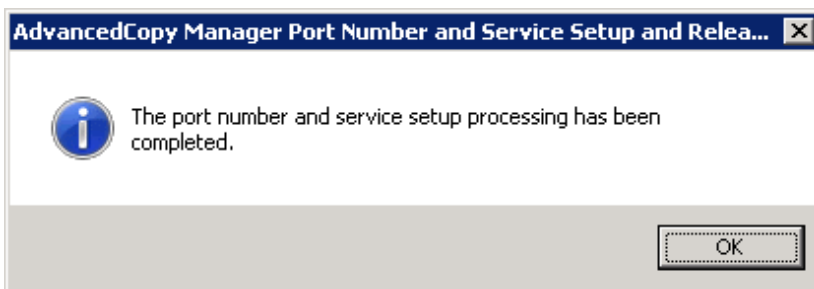 AdvancedCopy Manager Port Number and Service Setup and Relea...
The port number and service setup processing has been
completed.
OK